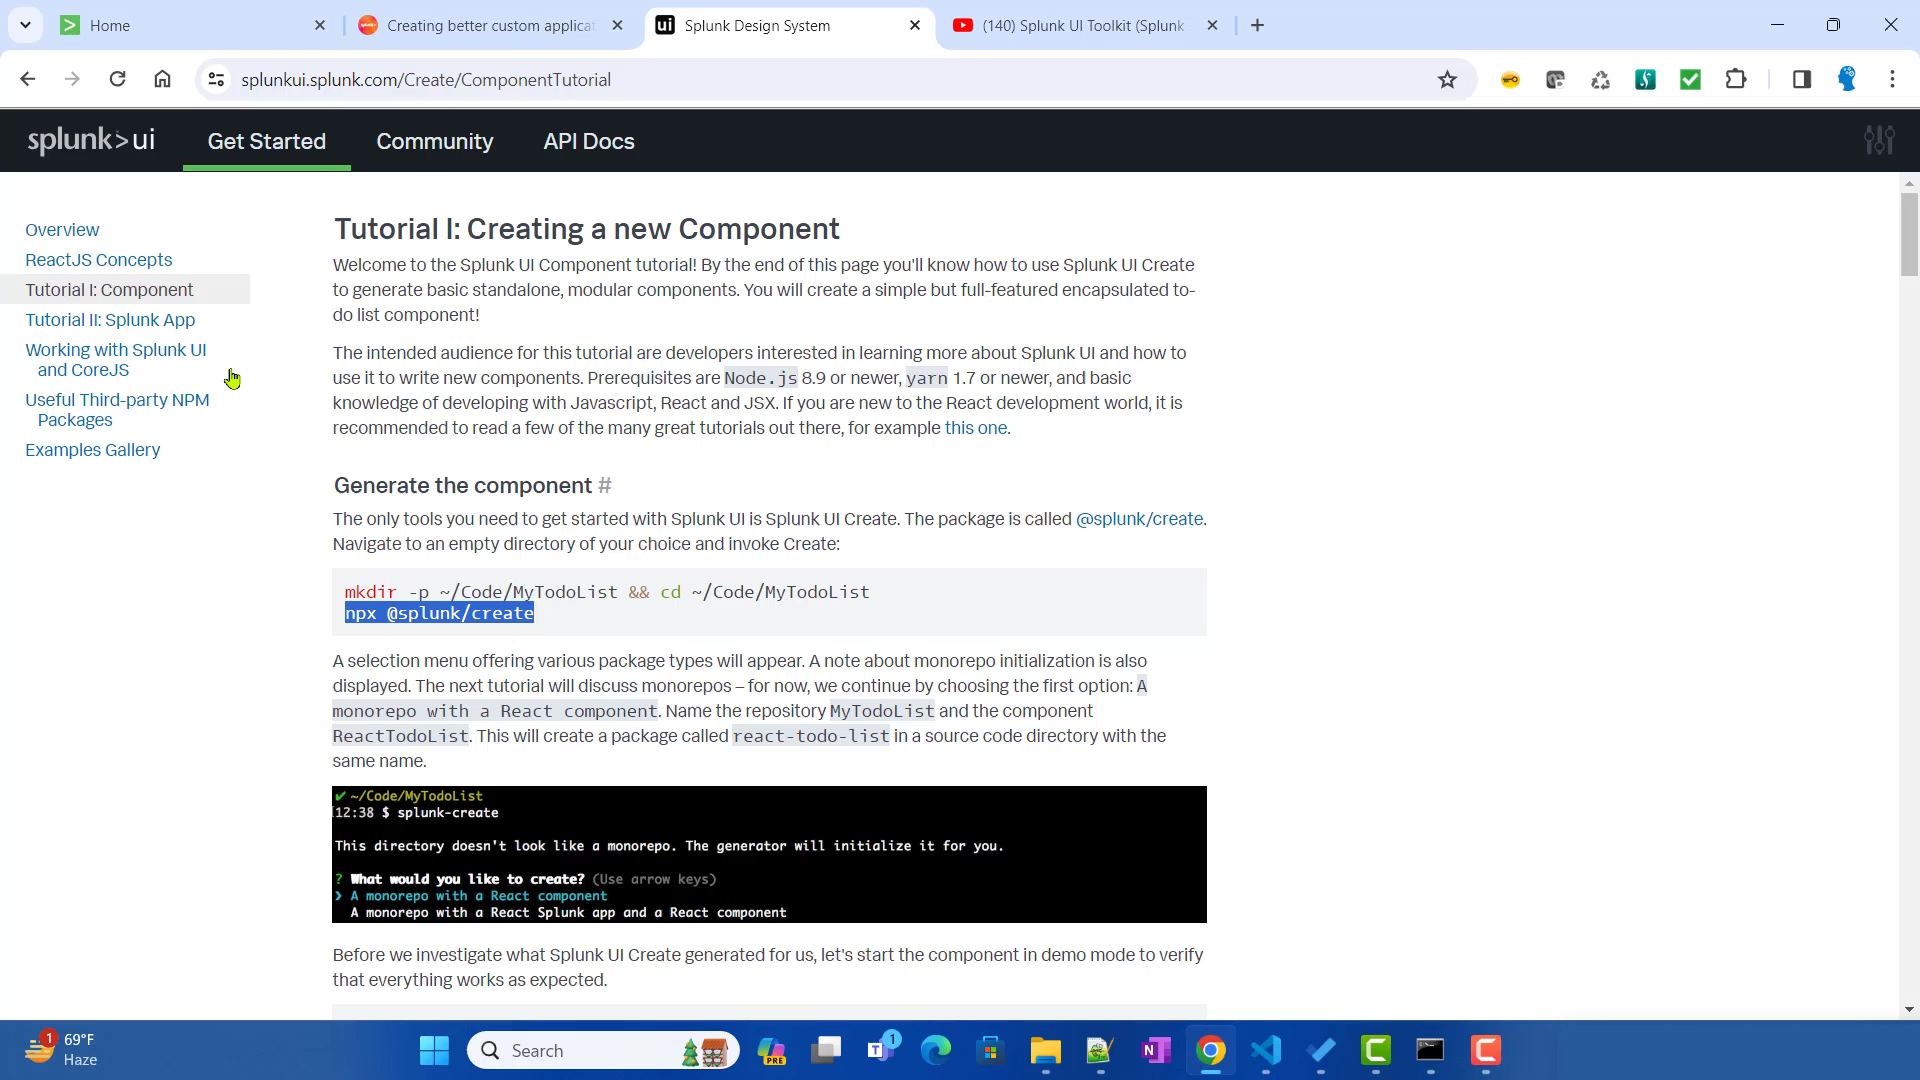 Home
Creating better custom applicat
ui Splunk Design System
(140) Splunk UI Toolkit (Splunk
splunkui.splunk.com/Create/ComponentTutorial
splunk>ui
Get Started
Community
API Docs
Overview
ReactJS Concepts
Tutorial I: Component
Tutorial II: Splunk App
Working with Splunk UI
and CoreJS
Useful Third-party NPM
Packages
Examples Gallery
Tutorial I: Creating a new Component
Welcome to the Splunk UI Component tutorial! By the end of this page you'll know how to use Splunk UI Create
to generate basic standalone, modular components. You will create a simple but full-featured encapsulated to-
do list component!
The intended audience for this tutorial are developers interested in learning more about Splunk UI and how to
use it to write new components. Prerequisites are Node.js 8.9 or newer, yarn 1.7 or newer, and basic
knowledge of developing with Javascript, React and JSX. If you are new to the React development world, it is
recommended to read a few of the many great tutorials out there, for example this one.
Generate the component #
The only tools you need to get started with Splunk UI is Splunk UI Create. The package is called @splunk/create.
Navigate to an empty directory of your choice and invoke Create:
mkdir -p ~/Code/MyTodoList && cd ~/Code/MyTodoList
npx @splunk/create
A selection menu offering various package types will appear. A note about monorepo initialization is also
displayed. The next tutorial will discuss monorepos – for now, we continue by choosing the first option: A
monorepo with a React component. Name the repository MyTodoList and the component
ReactTodoList. This will create a package called react-todo-list in a source code directory with the
same name.
✔ ~/Code/MyTodoList
12:38 $ splunk-create
This directory doesn't look like a monorepo. The generator will initialize it for you.
? What would you like to create? (Use arrow keys)
❯ A monorepo with a React component
A monorepo with a React Splunk app and a React component
Before we investigate what Splunk UI Create generated for us, let's start the component in demo mode to verify
that everything works as expected.
1
69°F
Haze
Search
PRE
1